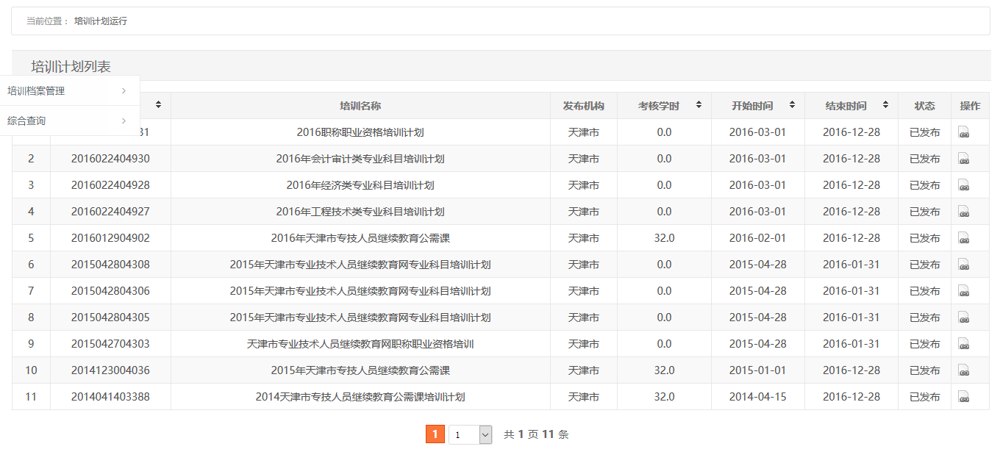 当前位置： 培训计划运行
培训计划列表
培训档案管理
综合查询
培训名称 发布机构 考核学时 开始时间 结束时间 状态 操作
31 2016职称职业资格培训计划 天津市 0.0 2016-03-01 2016-12-28 已发布
2 2016022404930 2016年会计审计类专业科目培训计划 天津市 0.0 2016-03-01 2016-12-28 已发布
3 2016022404928 2016年经济类专业科目培训计划 天津市 0.0 2016-03-01 2016-12-28 已发布
4 2016022404927 2016年工程技术类专业科目培训计划 天津市 0.0 2016-03-01 2016-12-28 已发布
5 2016012904902 2016年天津市专技人员继续教育公需课 天津市 32.0 2016-02-01 2016-12-28 已发布
6 2015042804308 2015年天津市专业技术人员继续教育网专业科目培训计划 天津市 0.0 2015-04-28 2016-01-31 已发布
7 2015042804306 2015年天津市专业技术人员继续教育网专业科目培训计划 天津市 0.0 2015-04-28 2016-01-31 已发布
8 2015042804305 2015年天津市专业技术人员继续教育网专业科目培训计划 天津市 0.0 2015-04-28 2016-01-31 已发布
9 2015042704303 天津市专业技术人员继续教育网职称职业资格培训 天津市 0.0 2015-04-28 2016-01-31 已发布
10 2014123004036 2015年天津市专技人员继续教育公需课 天津市 32.0 2015-01-01 2016-12-28 已发布
11 2014041403388 2014天津市专技人员继续教育公需课培训计划 天津市 32.0 2014-04-15 2016-12-28 已发布
1 1 共 1 页 11 条